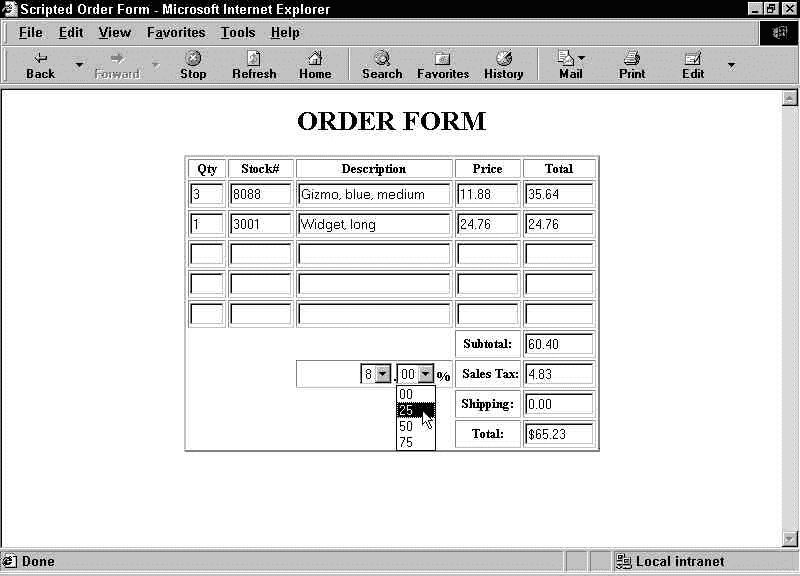 Scripted Order Form - Microsoft Internet Explorer
File Edit View Favorites Tools Help
Back Forward Stop Refresh Home Search Favorites History Mail Print Edit
ORDER FORM
Qty Stock# Description Price Total
3 8088 Gizmo, blue, medium 11.88 35.64
1 3001 Widget, long 24.76 24.76
Subtotal: 60.40
8 . 00 % Sales Tax: 4.83
00
25 Shipping: 0.00
50 Total: $65.23
75
Done Local intranet